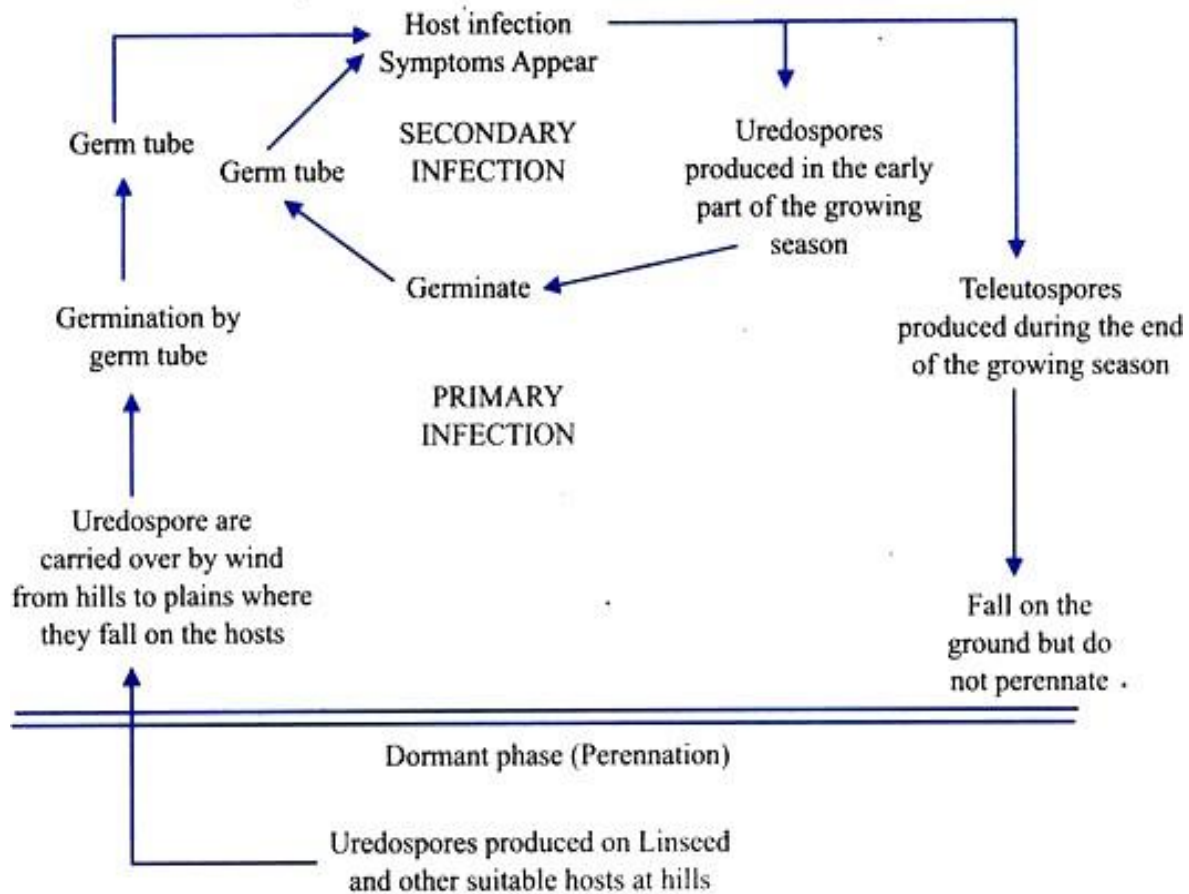 Host infection
Symptoms Appear
Germ tube
Germ tube
SECONDARY
INFECTION
Uredospores
produced in the early
part of the growing
season
Germinate
Germination by
germ tube
Teleutospores
produced during the end
of the growing season
PRIMARY
INFECTION
Uredospore are
carried over by wind
from hills to plains where
they fall on the hosts
Fall on the
ground but do
not perennate
Dormant phase (Perennation)
Uredospores produced on Linseed
and other suitable hosts at hills